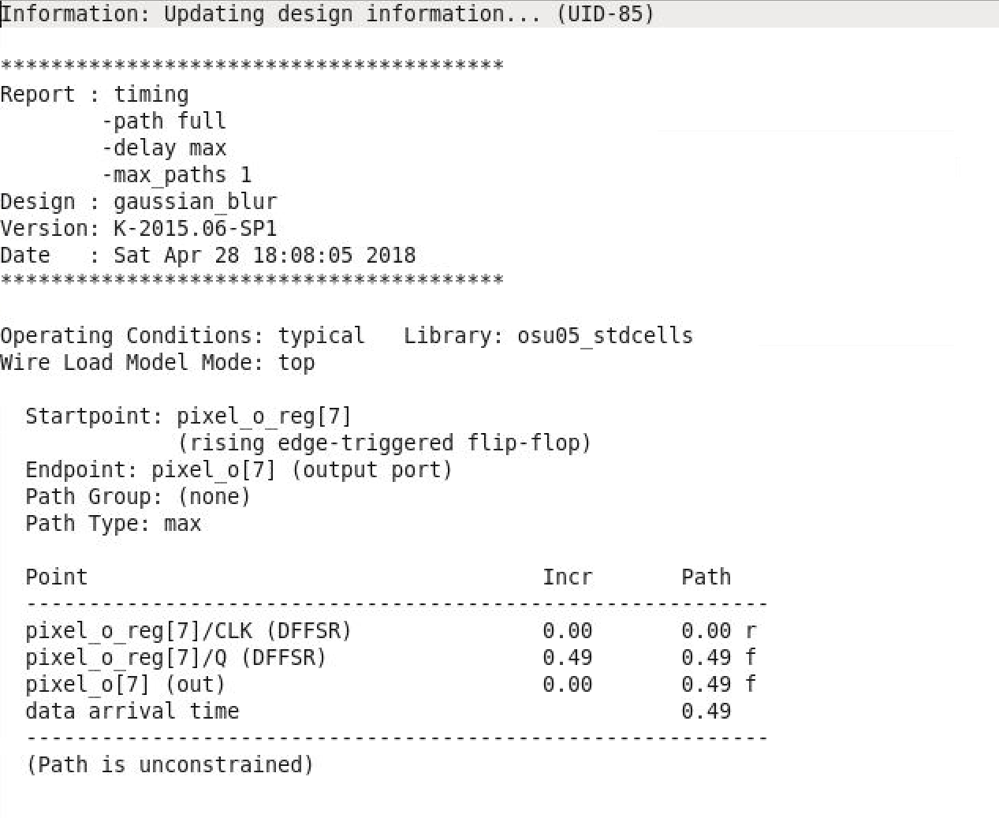 Information: Updating design information... (UID-85)
****************************************
Report : timing
        -path full
        -delay max
        -max_paths 1
Design : gaussian_blur
Version: K-2015.06-SP1
Date   : Sat Apr 28 18:08:05 2018
****************************************
Operating Conditions: typical   Library: osu05_stdcells
Wire Load Model Mode: top
  Startpoint: pixel_o_reg[7]
              (rising edge-triggered flip-flop)
  Endpoint: pixel_o[7] (output port)
  Path Group: (none)
  Path Type: max
  Point                                    Incr       Path
  -----------------------------------------------------------
  pixel_o_reg[7]/CLK (DFFSR)               0.00       0.00 r
  pixel_o_reg[7]/Q (DFFSR)                 0.49       0.49 f
  pixel_o[7] (out)                         0.00       0.49 f
  data arrival time                                   0.49
  -----------------------------------------------------------
  (Path is unconstrained)